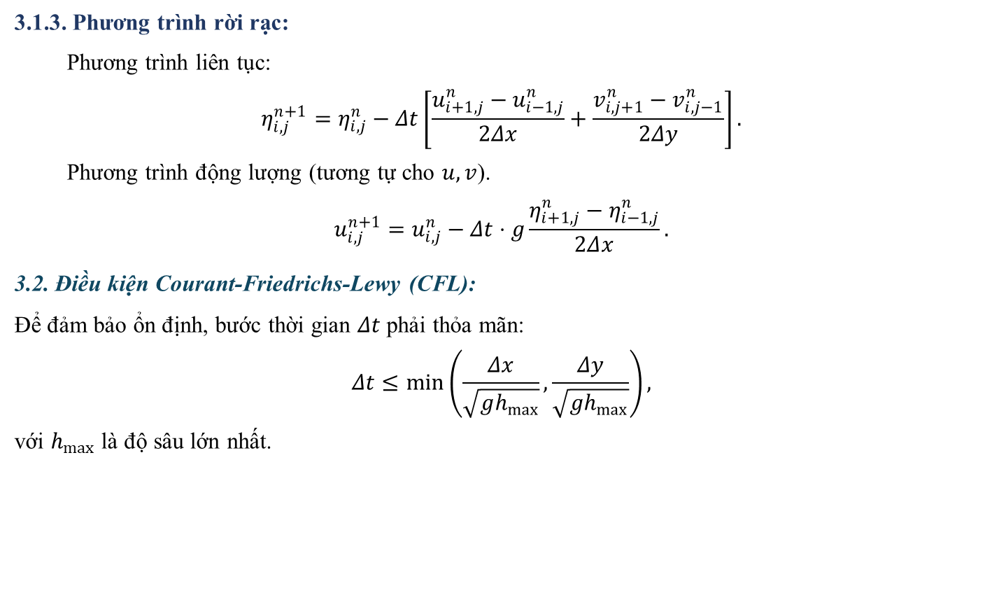 3.1.3. Phương trình rời rạc:
Phương trình liên tục:
$\eta_{i,j}^{n+1} = \eta_{i,j}^{n} - \Delta t \left[ \frac{u_{i+1,j}^{n} - u_{i-1,j}^{n}}{2\Delta x} + \frac{v_{i,j+1}^{n} - v_{i,j-1}^{n}}{2\Delta y} \right].$
Phương trình động lượng (tương tự cho $u, v$).
$u_{i,j}^{n+1} = u_{i,j}^{n} - \Delta t \cdot g \frac{\eta_{i+1,j}^{n} - \eta_{i-1,j}^{n}}{2\Delta x}.$
3.2. Điều kiện Courant-Friedrichs-Lewy (CFL):
Để đảm bảo ổn định, bước thời gian $\Delta t$ phải thỏa mãn:
$\Delta t \leq \min \left( \frac{\Delta x}{\sqrt{gh_{\max}}}, \frac{\Delta y}{\sqrt{gh_{\max}}} \right),$
với $h_{\max}$ là độ sâu lớn nhất.